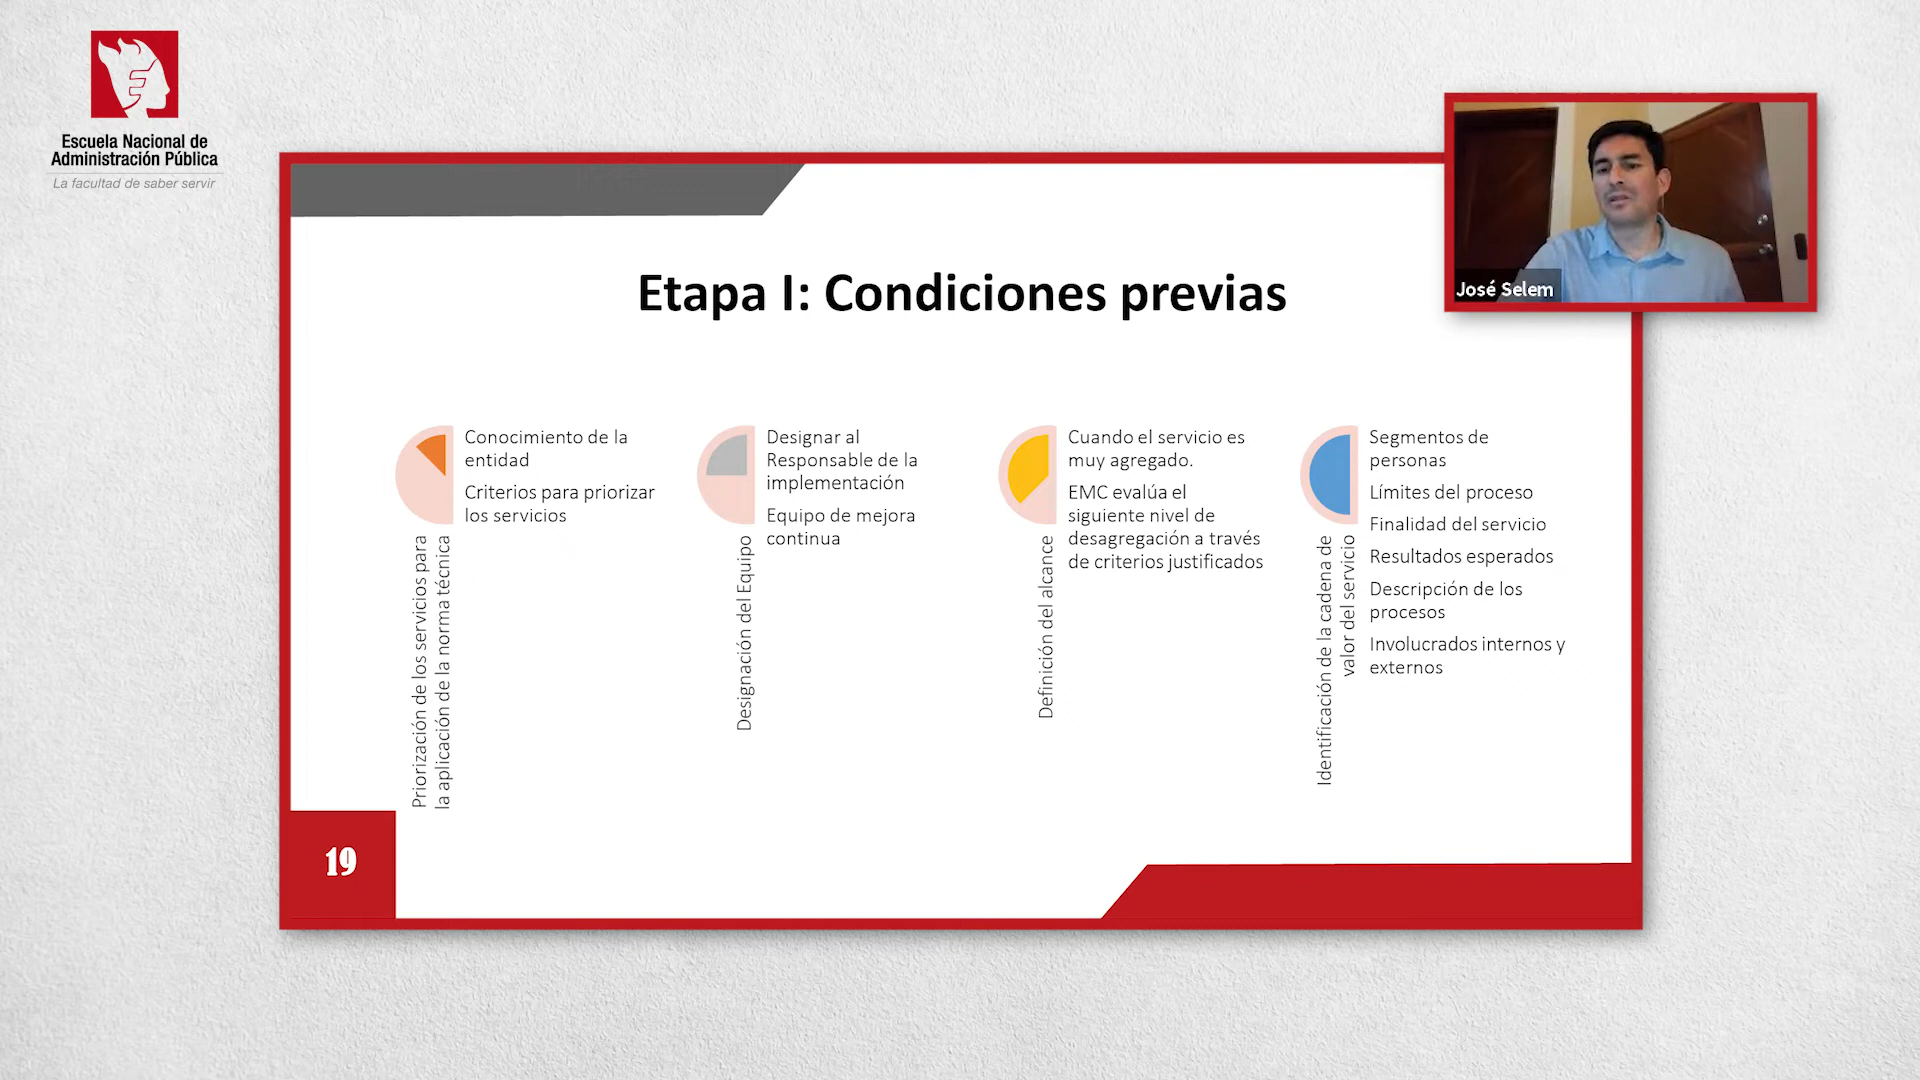 Escuela Nacional de
Administración Pública
La facultad de saber servir
José Selem
Etapa I: Condiciones previas
Priorización de los servicios para
la aplicación de la norma técnica
Conocimiento de la
entidad
Criterios para priorizar
los servicios
Designación del Equipo
Designar al
Responsable de la
implementación
Equipo de mejora
continua
Definición del alcance
Cuando el servicio es
muy agregado.
EMC evalúa el
siguiente nivel de
desagregación a través
de criterios justificados
Identificación de la cadena de
valor del servicio
Segmentos de
personas
Límites del proceso
Finalidad del servicio
Resultados esperados
Descripción de los
procesos
Involucrados internos y
externos
19